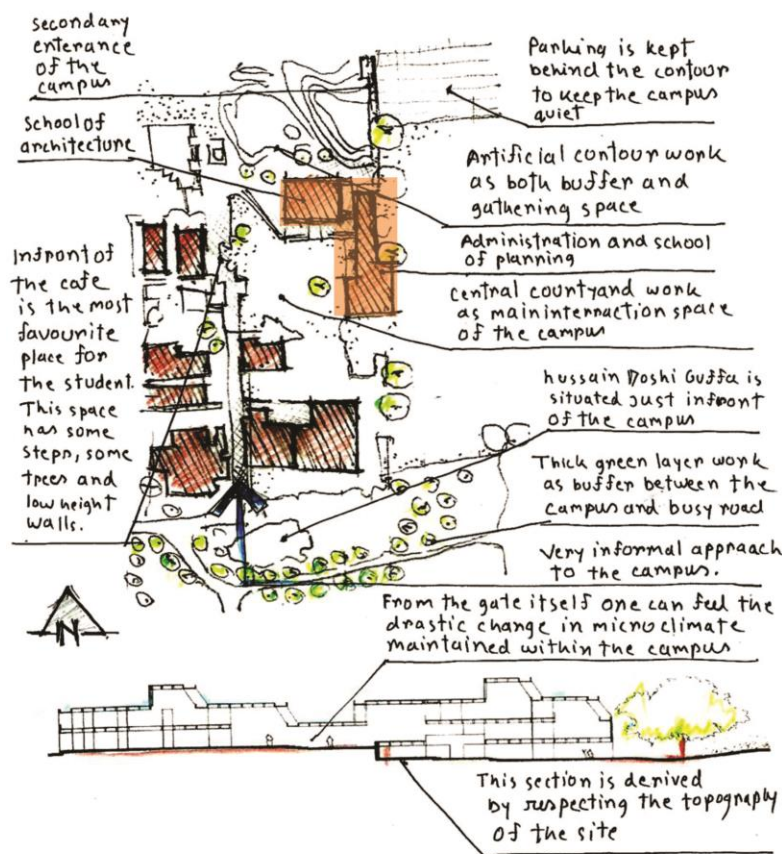 secondary
enterance
of the
campus
School of
architecture
Infront of
the cafe
is the most
favourite
place for
the student.
This space
has some
steps, some
trees and
low height
walls.
N
Parking is kept
behind the contour
to keep the campus
quiet
Artificial contour work
as both buffer and
gathering space
Administration and school
of planning
central courtyard work
as main internaction space
of the campus
hussain Doshi Guffa is
situated Just infront
of the campus
Thick green layer work
as buffer between the
campus and busy road
Very informal appraach
to the campus.
From the gate itself one can feel the
drastic change in microclimate
maintained within the campus
This section is derived
by respecting the topography
of the site